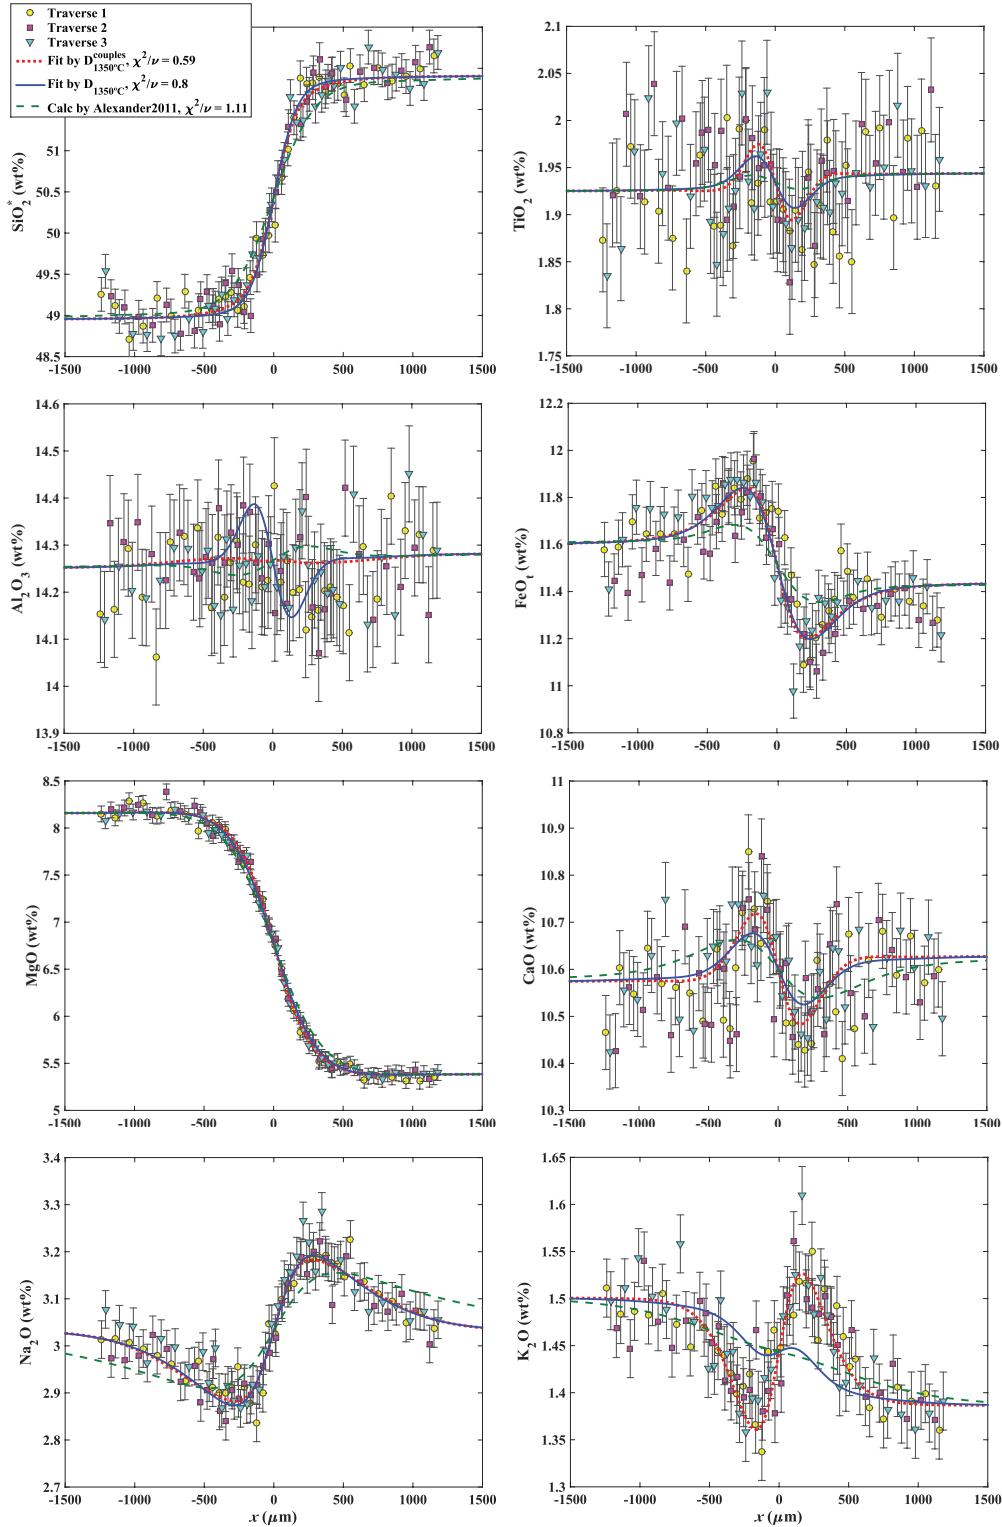 Traverse 1
Traverse 2
Traverse 3
Fit by D^couples_1350°C, χ²/ν = 0.59
Fit by D_1350°C, χ²/ν = 0.8
Calc by Alexander2011, χ²/ν = 1.11
SiO₂* (wt%)
51
50.5
50
49.5
49
48.5
-1500 -1000 -500 0 500 1000 1500
TiO₂ (wt%)
2.1
2.05
2
1.95
1.9
1.85
1.8
1.75
-1500 -1000 -500 0 500 1000 1500
Al₂O₃ (wt%)
14.6
14.5
14.4
14.3
14.2
14.1
14
13.9
-1500 -1000 -500 0 500 1000 1500
FeOₜ (wt%)
12.2
12
11.8
11.6
11.4
11.2
11
10.8
-1500 -1000 -500 0 500 1000 1500
MgO (wt%)
8.5
8
7.5
7
6.5
6
5.5
5
-1500 -1000 -500 0 500 1000 1500
CaO (wt%)
11
10.9
10.8
10.7
10.6
10.5
10.4
10.3
-1500 -1000 -500 0 500 1000 1500
Na₂O (wt%)
3.4
3.3
3.2
3.1
3
2.9
2.8
2.7
-1500 -1000 -500 0 500 1000 1500
x (μm)
K₂O (wt%)
1.65
1.6
1.55
1.5
1.45
1.4
1.35
1.3
-1500 -1000 -500 0 500 1000 1500
x (μm)